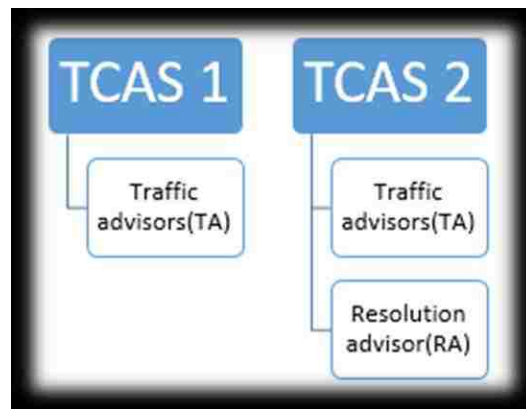 TCAS 1
Traffic
advisors(TA)
TCAS 2
Traffic
advisors(TA)
Resolution
advisor(RA)